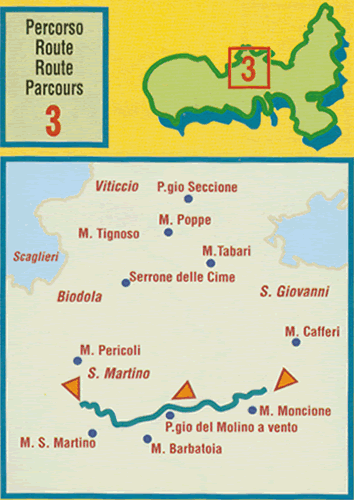 Percorso
Route
Route
Parcours
3
3
Viticcio
P.gio Seccione
M. Poppe
M. Tignoso
M.Tabari
Scaglieri
Serrone delle Cime
Biodola
S. Giovanni
M. Cafferi
M. Pericoli
S. Martino
M. Moncione
P.gio del Molino a vento
M. S. Martino
M. Barbatoia